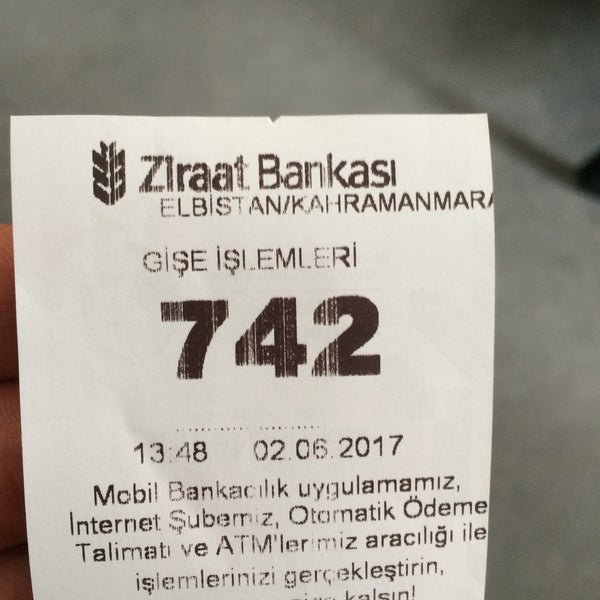 Ziraat Bankası
ELBİSTAN/KAHRAMANMARA
GİŞE İŞLEMLERİ
742
13:48 02.06.2017
Mobil Bankacılık uygulamamız,
İnternet Şubemiz, Otomatik Ödeme
Talimatı ve ATM'lerimiz aracılığı ile
işlemlerinizi gerçekleştirin,
kalsın!